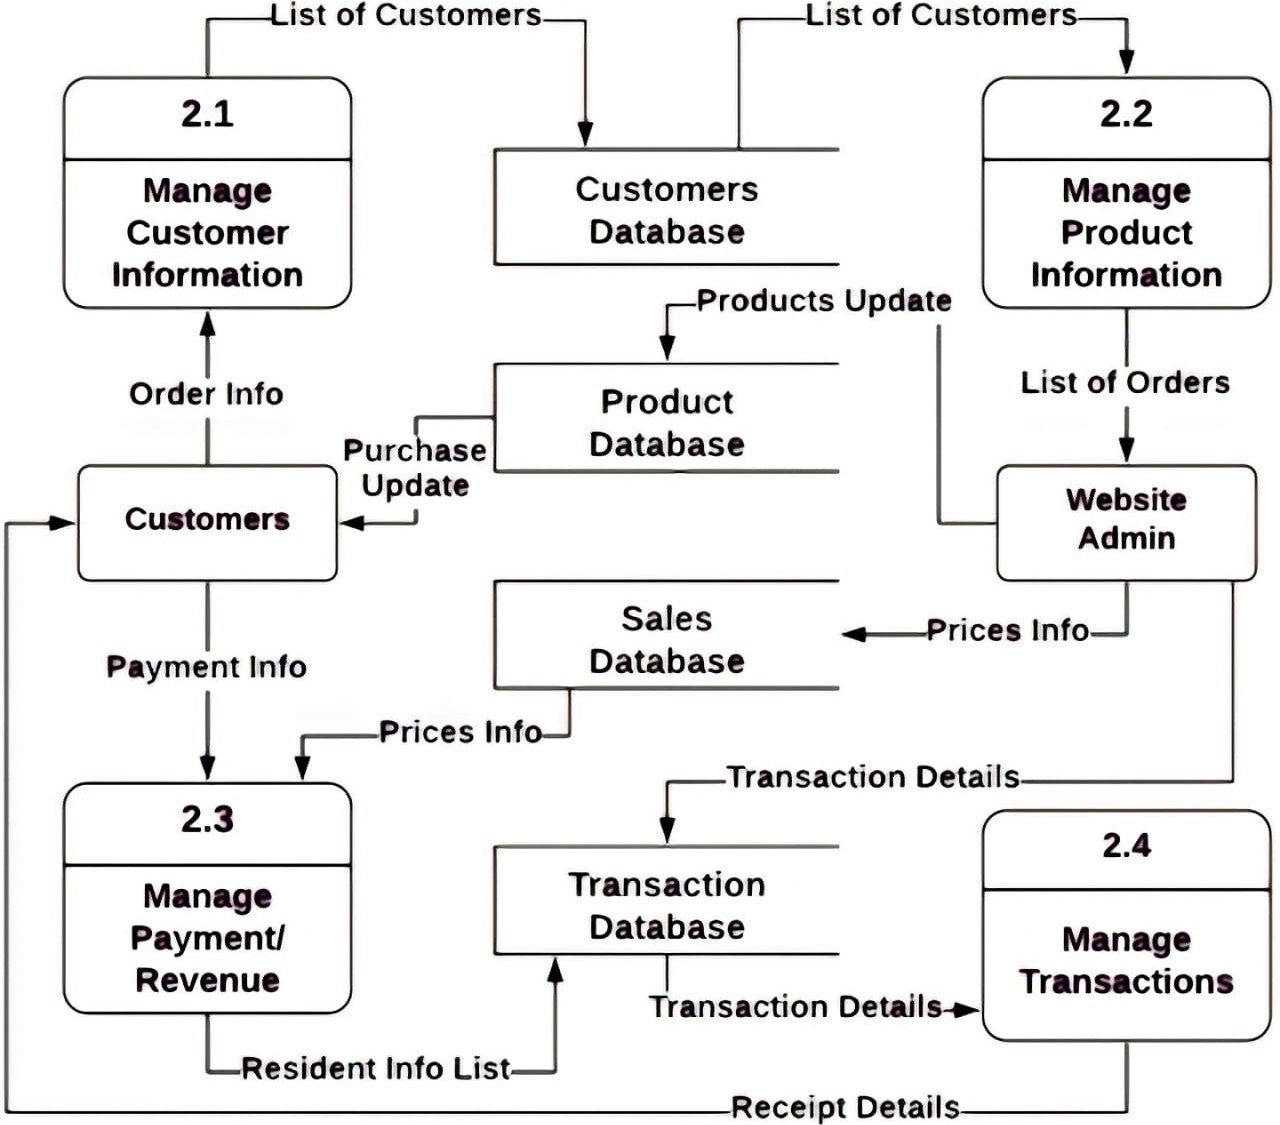 List of Customers
List of Customers
2.1
Manage
Customer
Information
Customers
Database
2.2
Manage
Product
Information
Products Update
Order Info
Product
Database
List of Orders
Purchase
Update
Customers
Website
Admin
Sales
Database
Prices Info
Payment Info
Prices Info
Transaction Details
2.3
Manage
Payment/
Revenue
Transaction
Database
2.4
Manage
Transactions
Transaction Details
Resident Info List
Receipt Details